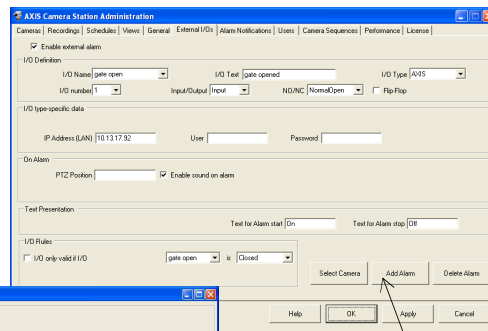 AXIS Camera Station Administration
Cameras Recordings Schedules Views General External I/Os Alarm Notifications Users Camera Sequences Performance License
Enable external alarm
I/O Definition
I/O Name gate open I/O Text gate opened I/O Type AXIS
I/O number 1 Input/Output Input NO/NC NormalOpen Flip-Flop
I/O type-specific data
IP Address (LAN) 10.13.17.92 User Password
On Alarm
PTZ Position Enable sound on alarm
Text Presentation
Text for Alarm start On Text for Alarm stop Off
I/O Rules
I/O only valid if I/O gate open is Closed
Select Camera Add Alarm Delete Alarm
Help OK Apply Cancel